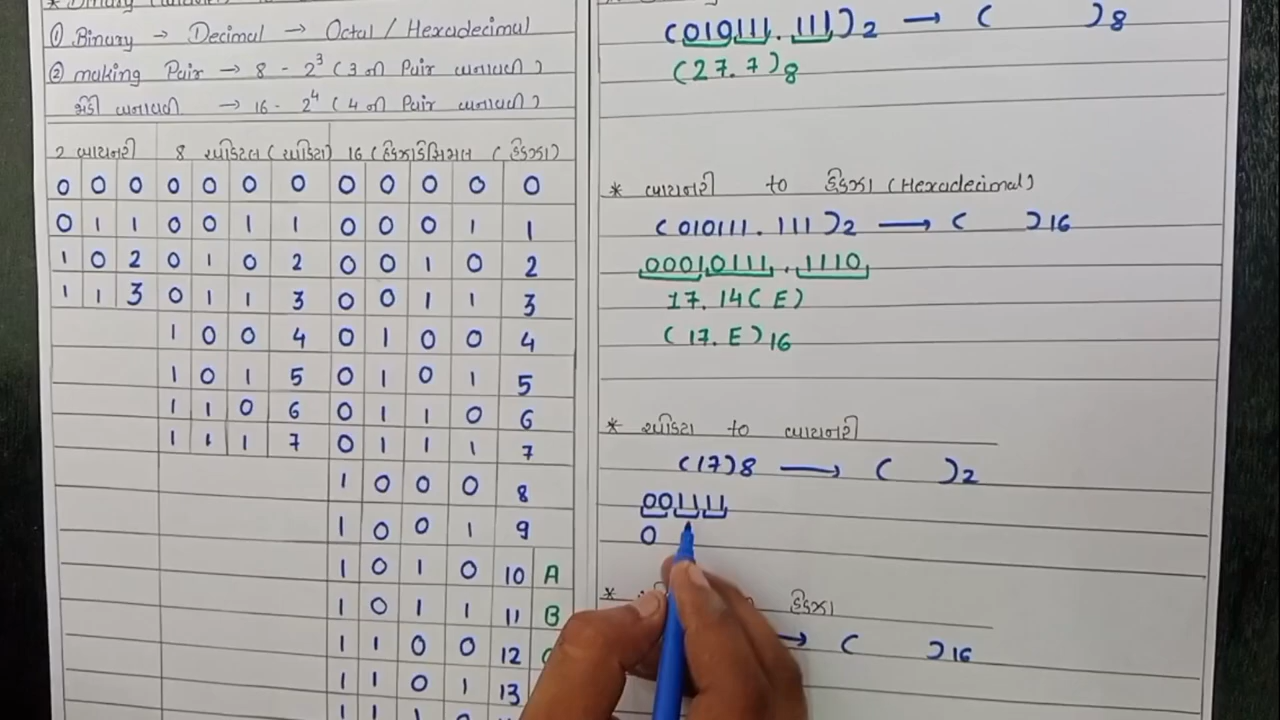 ① Binary → Decimal → Octal / Hexadecimal
② making Pair → 8 - 2³ ( 3 ની Pair બનાવવી )
બનાવવી → 16 - 2⁴ ( 4 ની Pair બનાવવી )
2 બાયનરી 8 ઓક્ટલ ( ઓક્ટા ) 16 ( હેક્ઝાડેસિમલ ( હેક્ઝા )
0 0 0 0 0 0 0 0 0 0 0 0
0 1 1 0 0 1 1 0 0 0 1 1
1 0 2 0 1 0 2 0 0 1 0 2
1 1 3 0 1 1 3 0 0 1 1 3
1 0 0 4 0 1 0 0 4
1 0 1 5 0 1 0 1 5
1 1 0 6 0 1 1 0 6
1 1 1 7 0 1 1 1 7
1 0 0 0 8
1 0 0 1 9
1 0 1 0 10 A
1 0 1 1 11 B
1 1 0 0 12
1 1 0 1 13
(010111.111)2 → ( )8
(27.7)8
* બાયનરી to હેક્ઝા (Hexadecimal)
(010111.111)2 → ( )16
00010111.1110
17.14(E)
(17.E)16
* ઓક્ટા to બાયનરી
(17)8 → ( )2
001111
0
* હેક્ઝા
→ ( )16